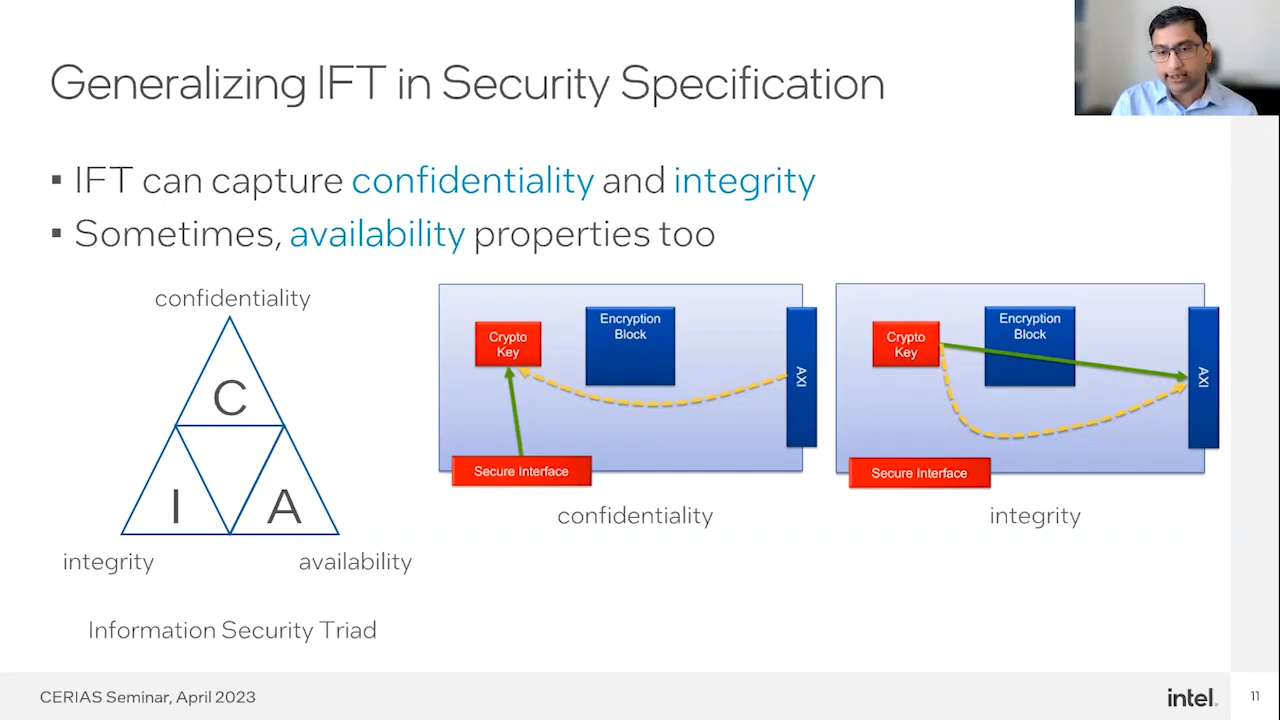 Generalizing IFT in Security Specification
▪ IFT can capture confidentiality and integrity
▪ Sometimes, availability properties too
confidentiality
C
I
A
integrity
availability
Information Security Triad
Crypto
Key
Encryption
Block
AXI
Secure Interface
confidentiality
Crypto
Key
Encryption
Block
AXI
Secure Interface
integrity
CERIAS Seminar, April 2023
intel.
11